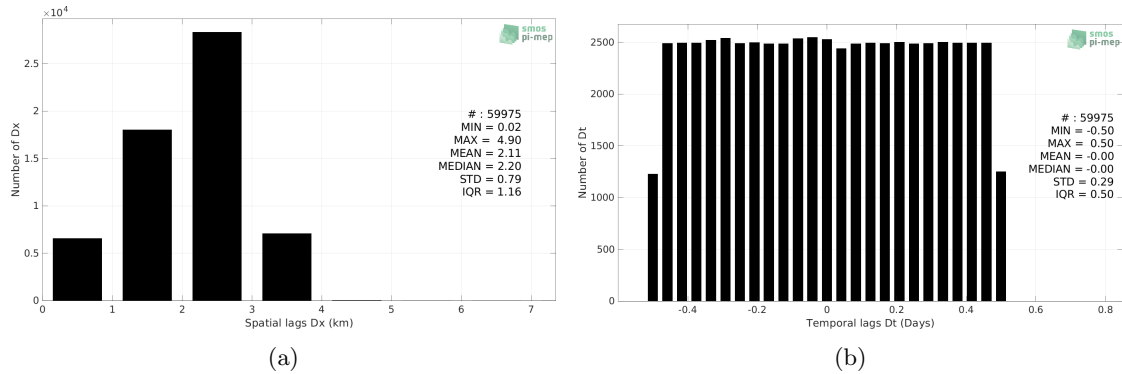 ×10⁴
smos
pi-mep
2.5
2
1.5
1
0.5
0
Number of Dx
# : 59975
MIN = 0.02
MAX = 4.90
MEAN = 2.11
MEDIAN = 2.20
STD = 0.79
IQR = 1.16
0 1 2 3 4 5 6 7
Spatial lags Dx (km)
(a)
smos
pi-mep
2500
2000
1500
1000
500
0
Number of Dt
# : 59975
MIN = -0.50
MAX = 0.50
MEAN = -0.00
MEDIAN = -0.00
STD = 0.29
IQR = 0.50
-0.4 -0.2 0 0.2 0.4 0.6 0.8
Temporal lags Dt (Days)
(b)